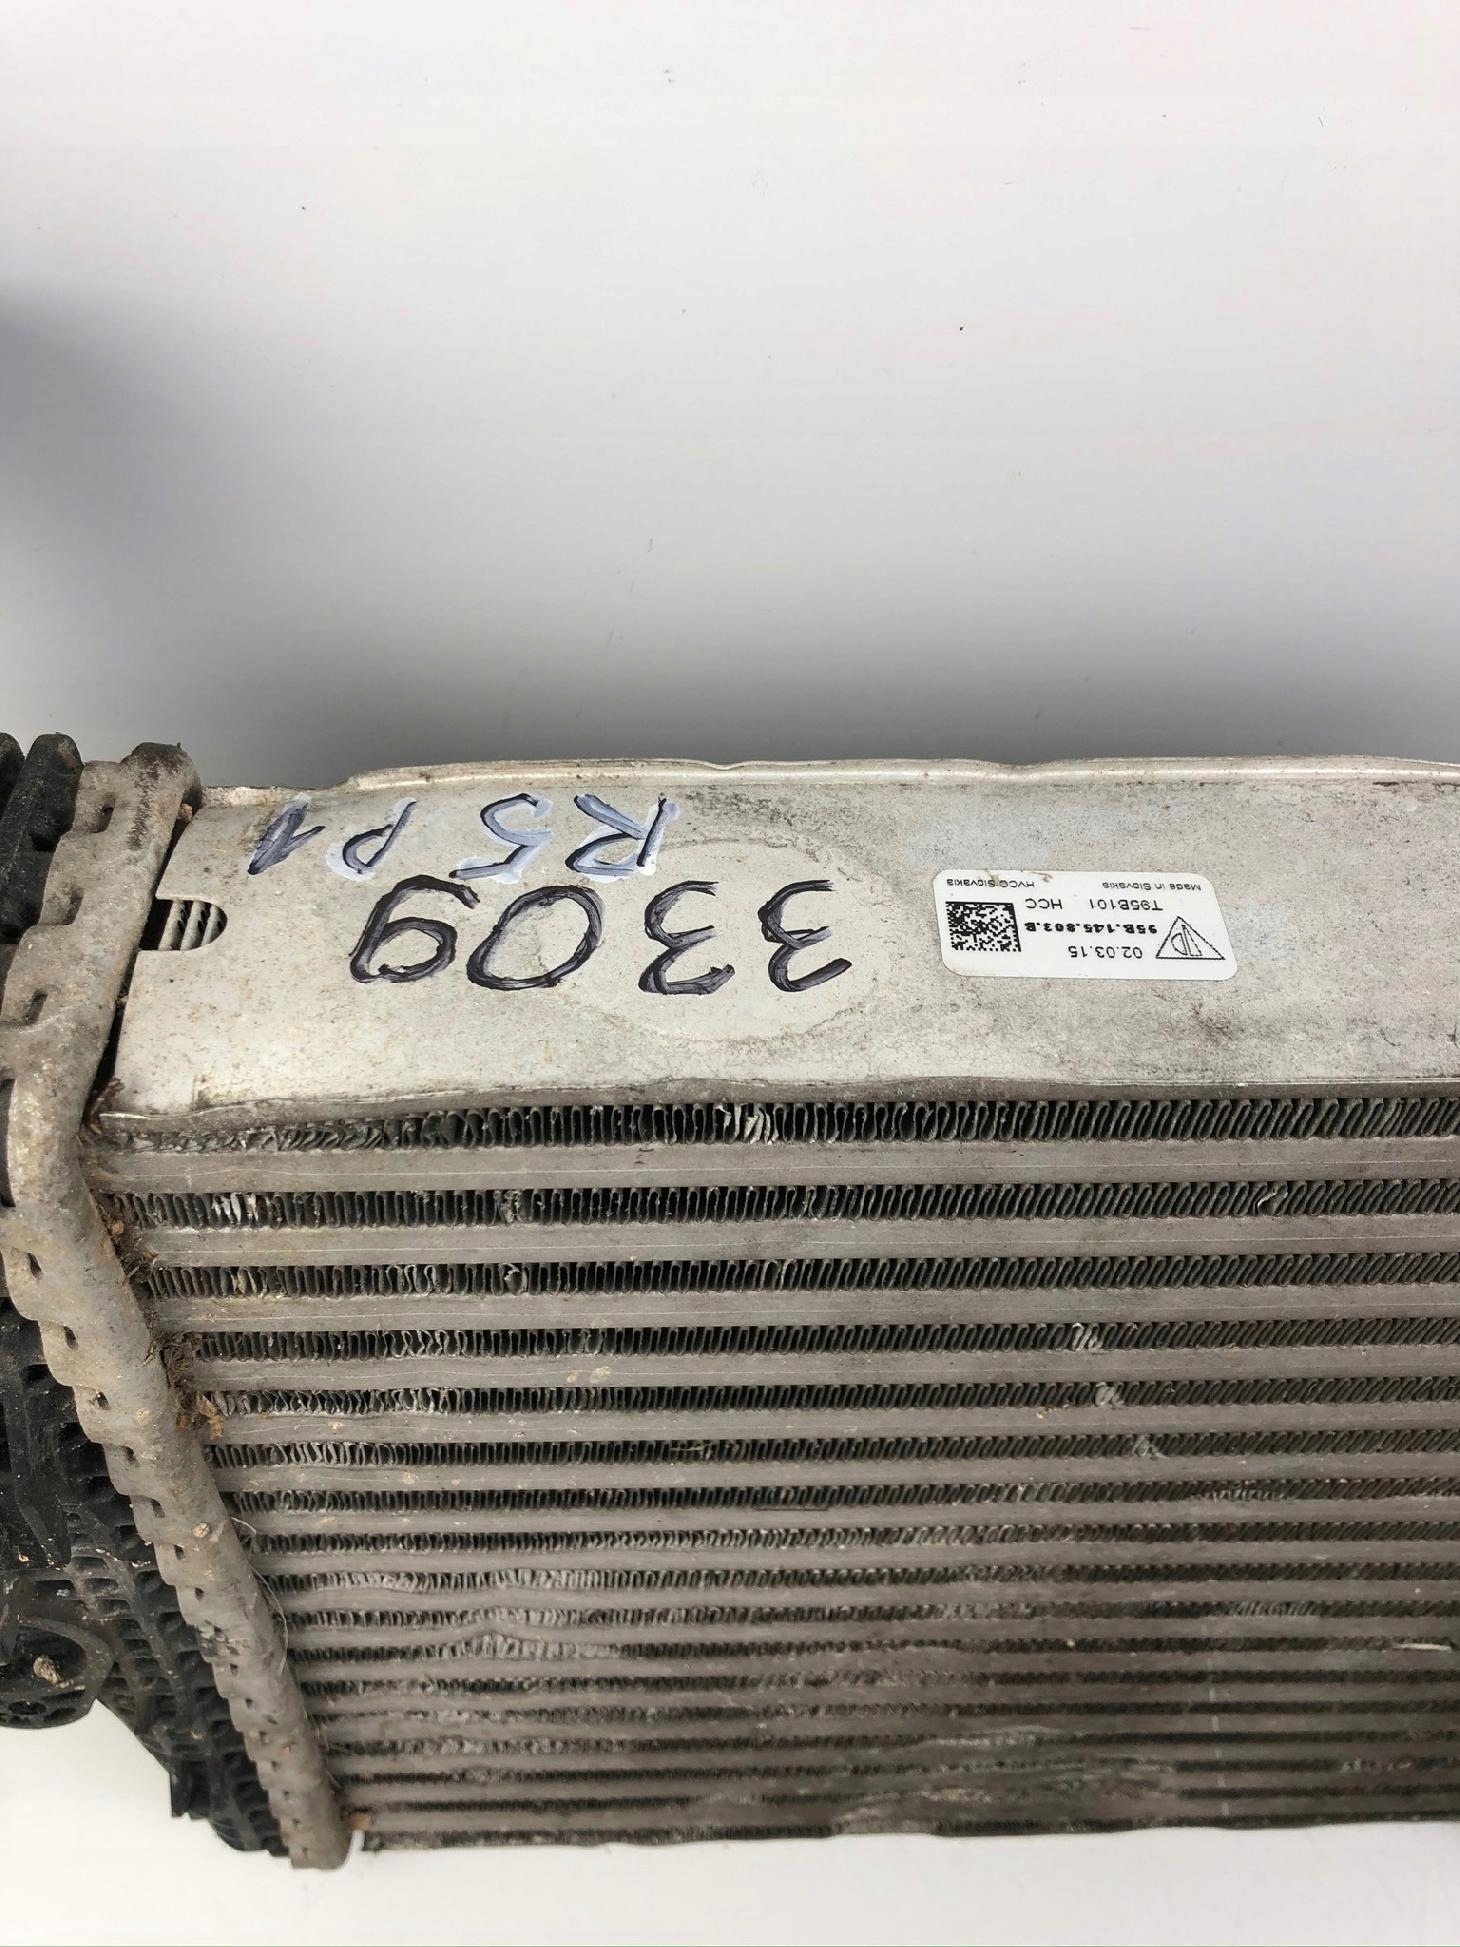 02.03.15
95B.145.803.B
T95B101 HCC
Made in Slovakia HVCC Slovakia
3309
R5 P1